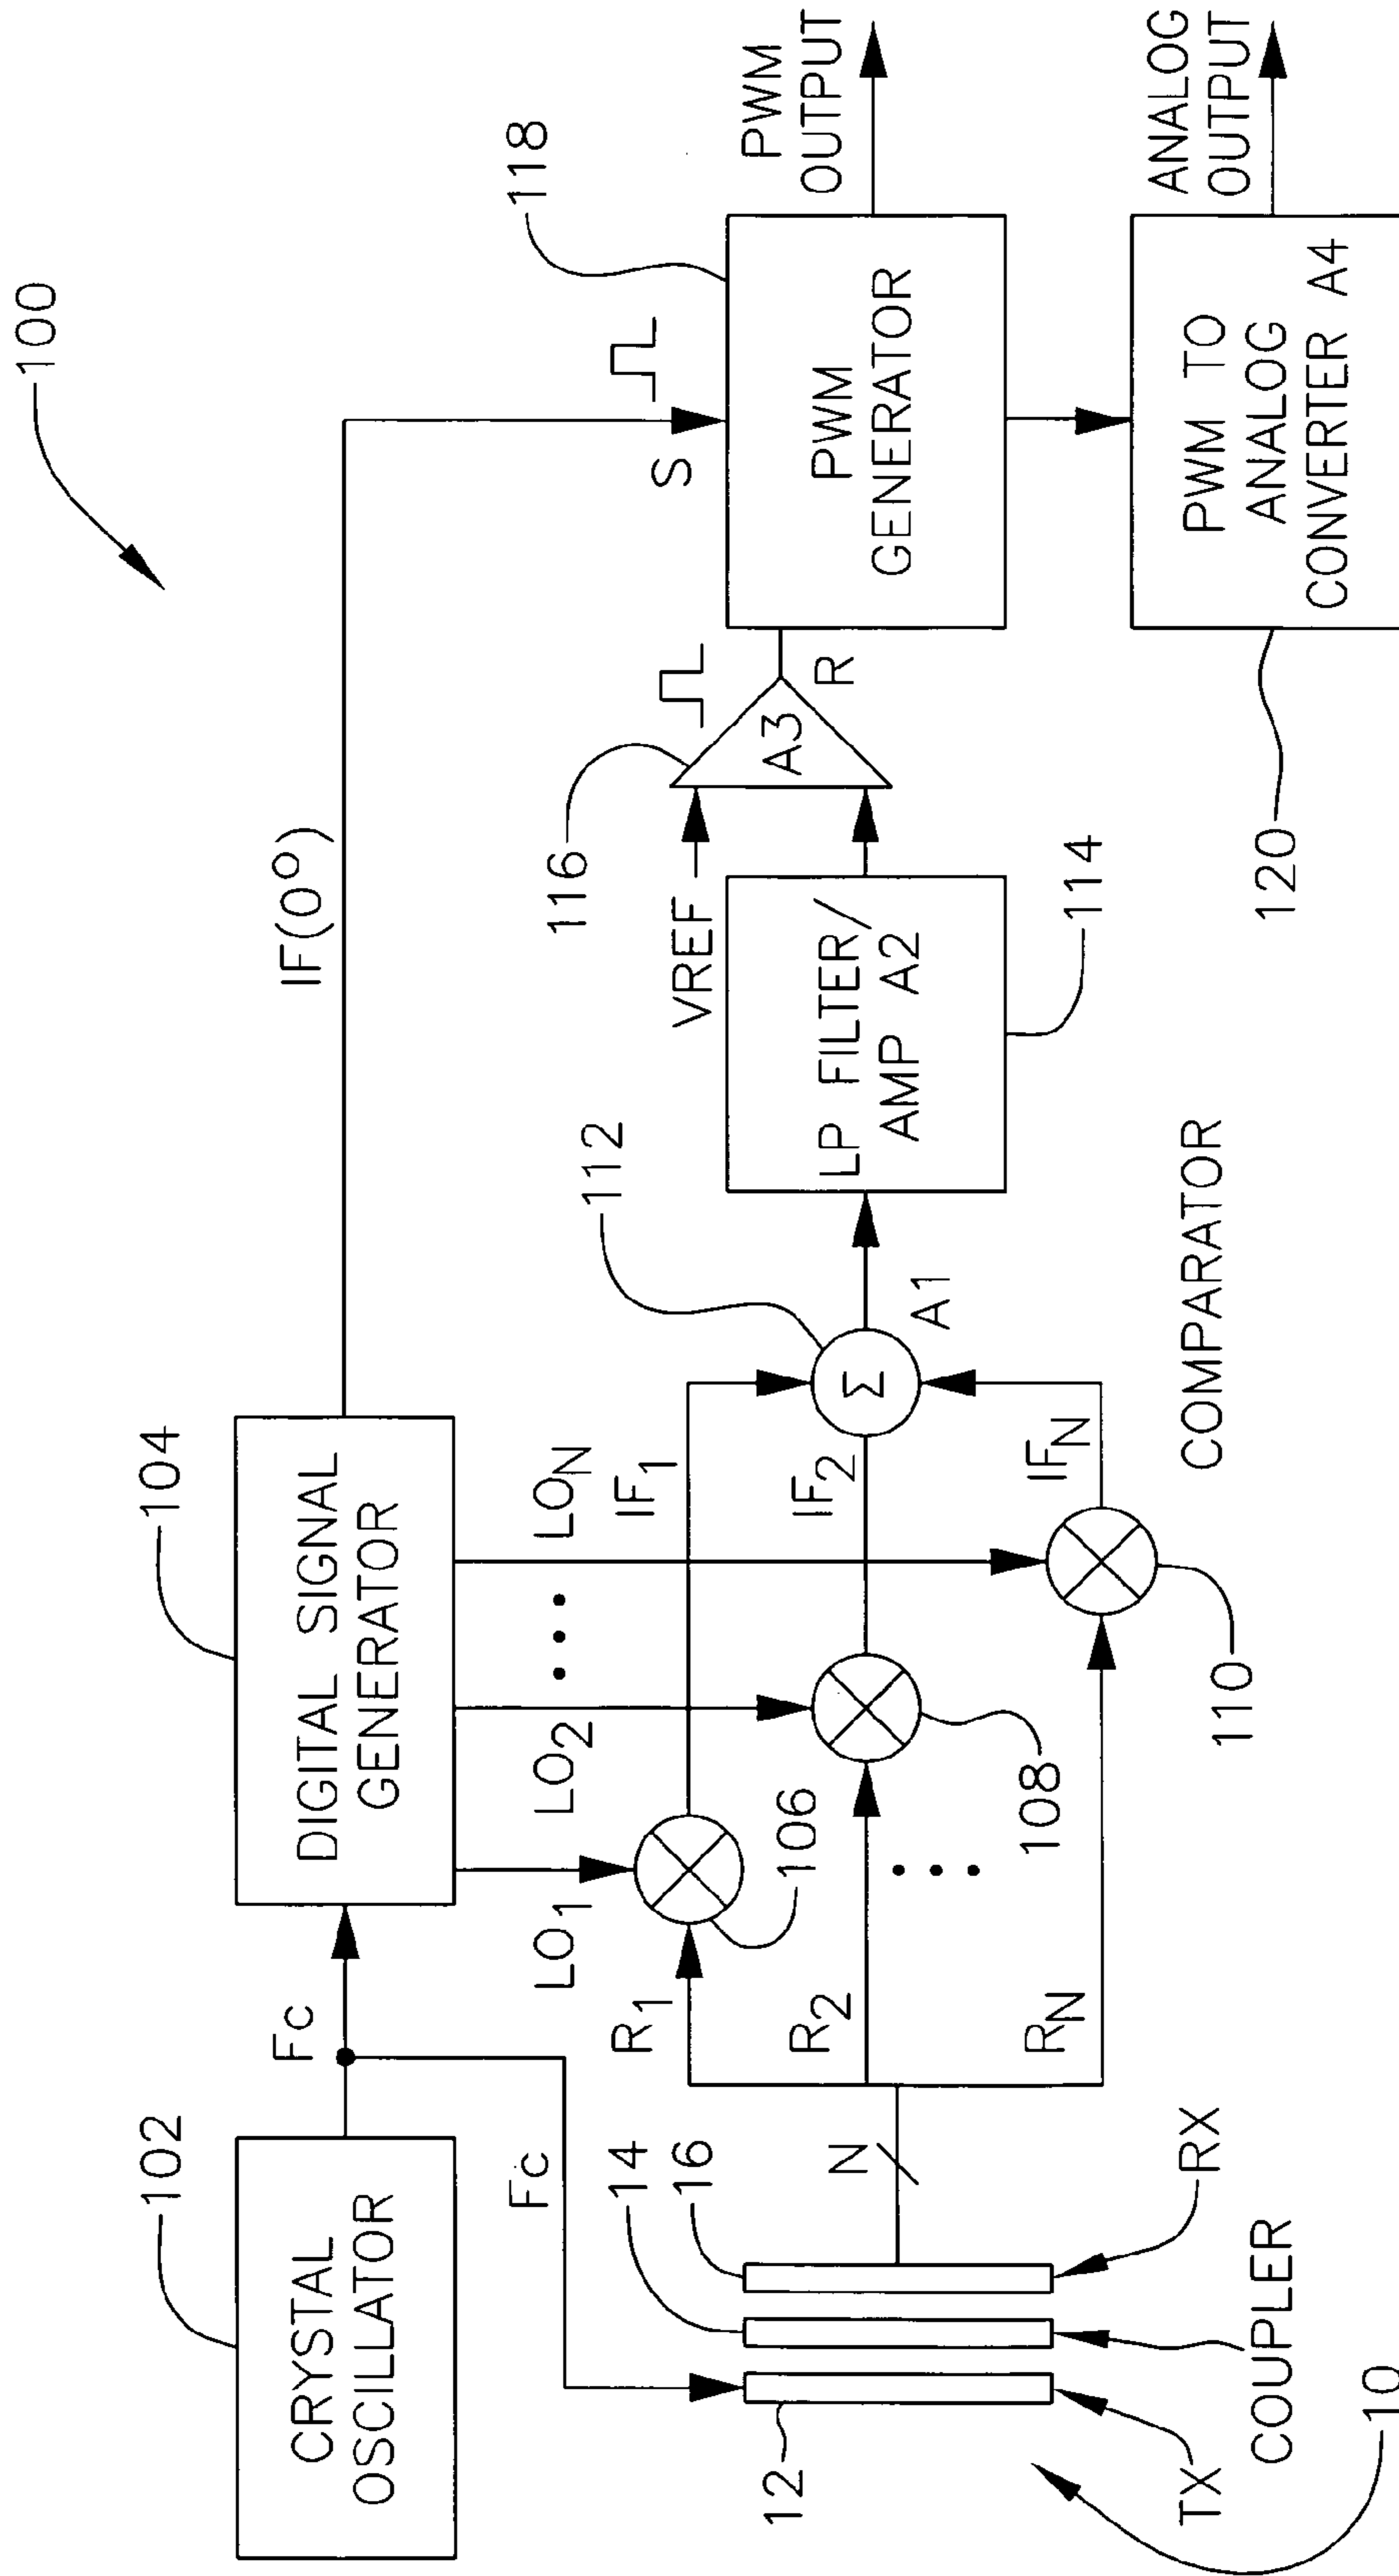 100
102
CRYSTAL
OSCILLATOR
Fc
104
DIGITAL SIGNAL
GENERATOR
IF(0°)
Fc
LO1
LO2
LON
R1
106
IF1
R2
108
IF2
RN
110
IFN
12
14
16
N
TX
COUPLER
RX
10
112
Σ
A1
LP FILTER/
AMP A2
114
VREF
116
A3
R
S
118
PWM
GENERATOR
PWM
OUTPUT
COMPARATOR
120
PWM TO
ANALOG
CONVERTER A4
ANALOG
OUTPUT